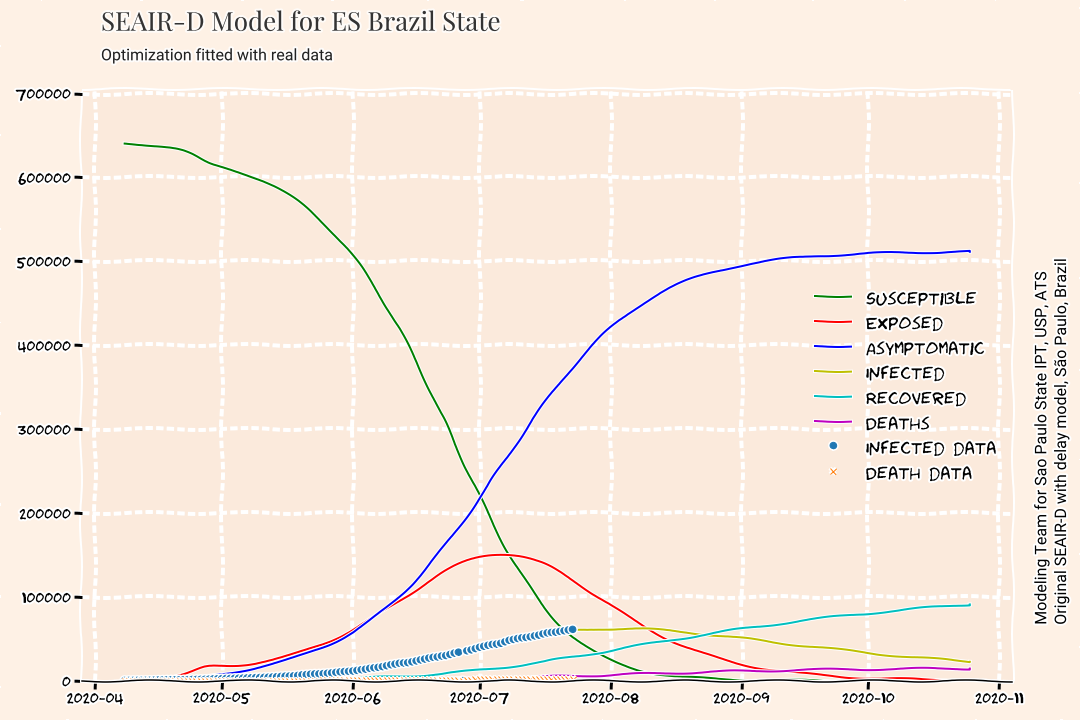 SEAIR-D Model for ES Brazil State
Optimization fitted with real data
700000
600000
500000
400000
300000
200000
100000
0
2020-04
2020-05
2020-06
2020-07
2020-08
2020-09
2020-10
2020-11
SUSCEPTIBLE
EXPOSED
ASYMPTOMATIC
INFECTED
RECOVERED
DEATHS
INFECTED DATA
DEATH DATA
Modeling Team for Sao Paulo State IPT, USP, ATS
Original SEAIR-D with delay model, São Paulo, Brazil